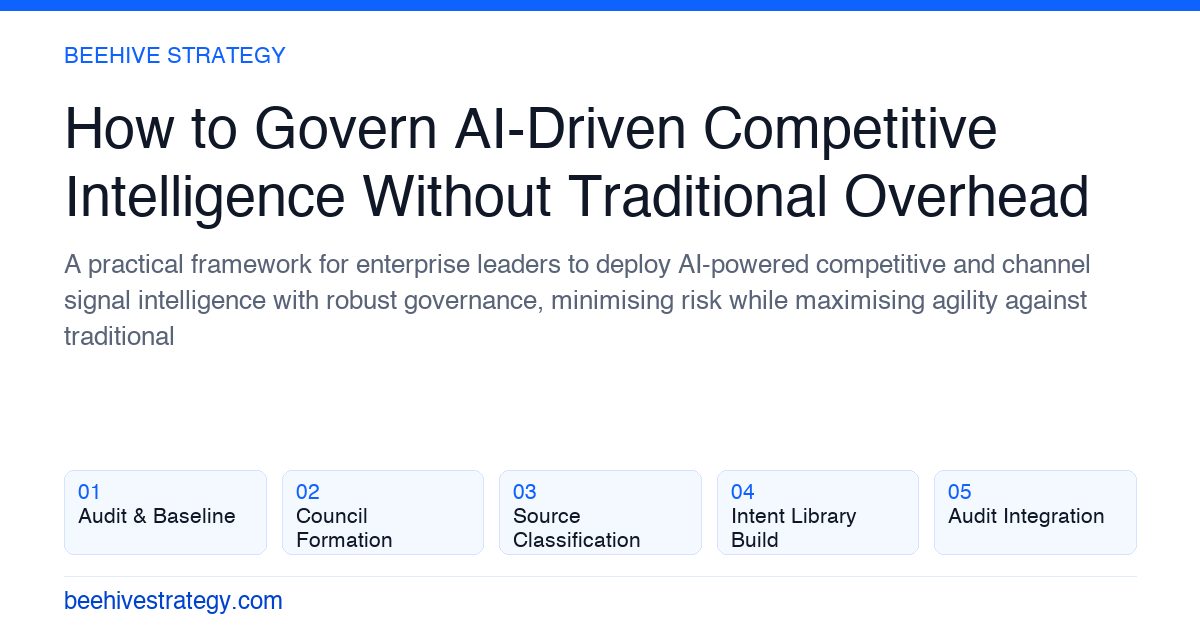 BEEHIVE STRATEGY
How to Govern AI-Driven Competitive
Intelligence Without Traditional Overhead
A practical framework for enterprise leaders to deploy AI-powered competitive and channel
signal intelligence with robust governance, minimising risk while maximising agility against
traditional
01
Audit & Baseline
02
Council
Formation
03
Source
Classification
04
Intent Library
Build
05
Audit Integration
beehivestrategy.com